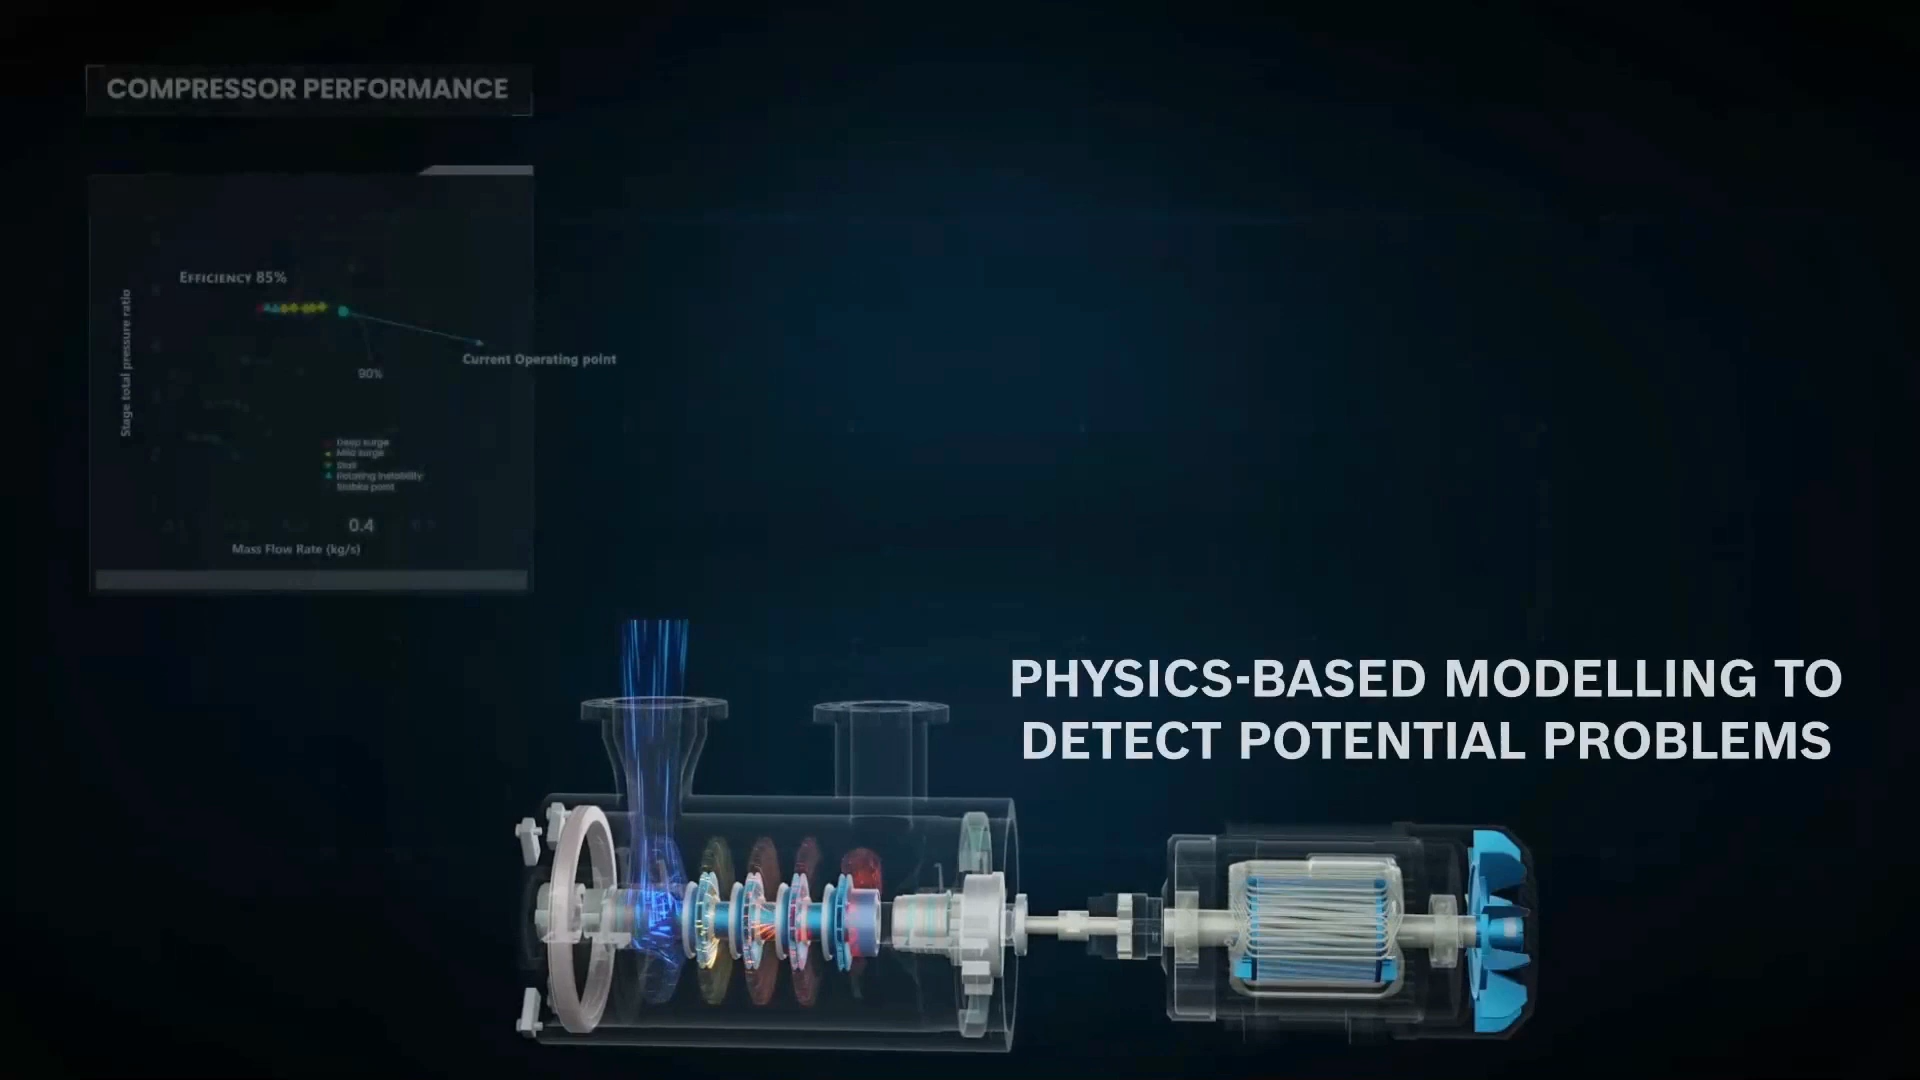 COMPRESSOR PERFORMANCE
EFFICIENCY 85%
Stage total pressure ratio
Current Operating point
90%
Deep surge
Mild surge
Stall
Rotating instability
Stable point
0.4
Mass Flow Rate (kg/s)
PHYSICS-BASED MODELLING TO
DETECT POTENTIAL PROBLEMS